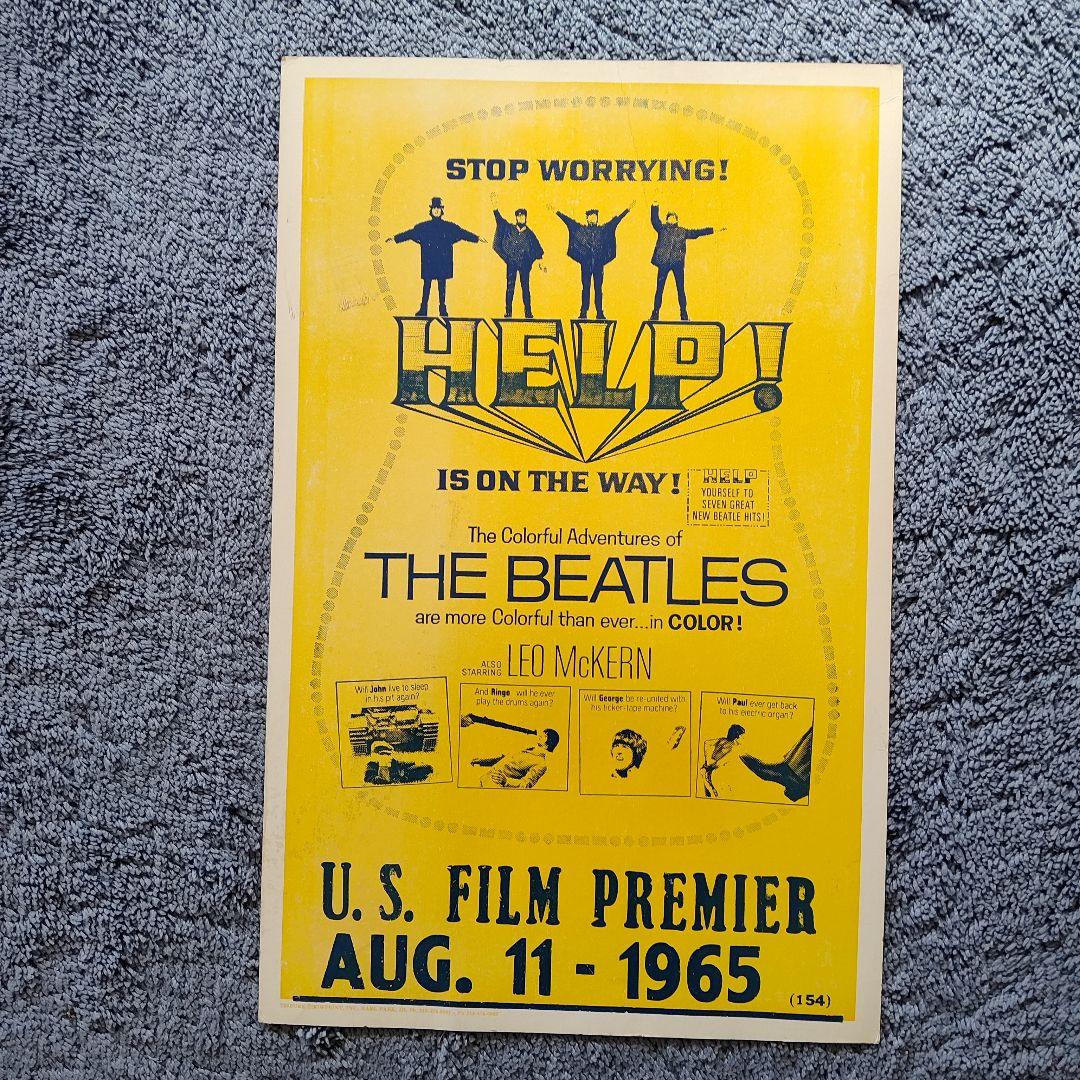 STOP WORRYING!
HELP!
IS ON THE WAY!
HELP
YOURSELF TO
SEVEN GREAT
NEW BEATLE HITS!
The Colorful Adventures of
THE BEATLES
are more Colorful than ever...in COLOR!
ALSO
STARRING LEO McKERN
Will John live to sleep
in his pit again?
And Ringo will he ever
play the drums again?
Will George be re-united with
his ticker-tape machine?
Will Paul ever get back
to his electric organ?
U.S. FILM PREMIER
AUG. 11 - 1965
(154)